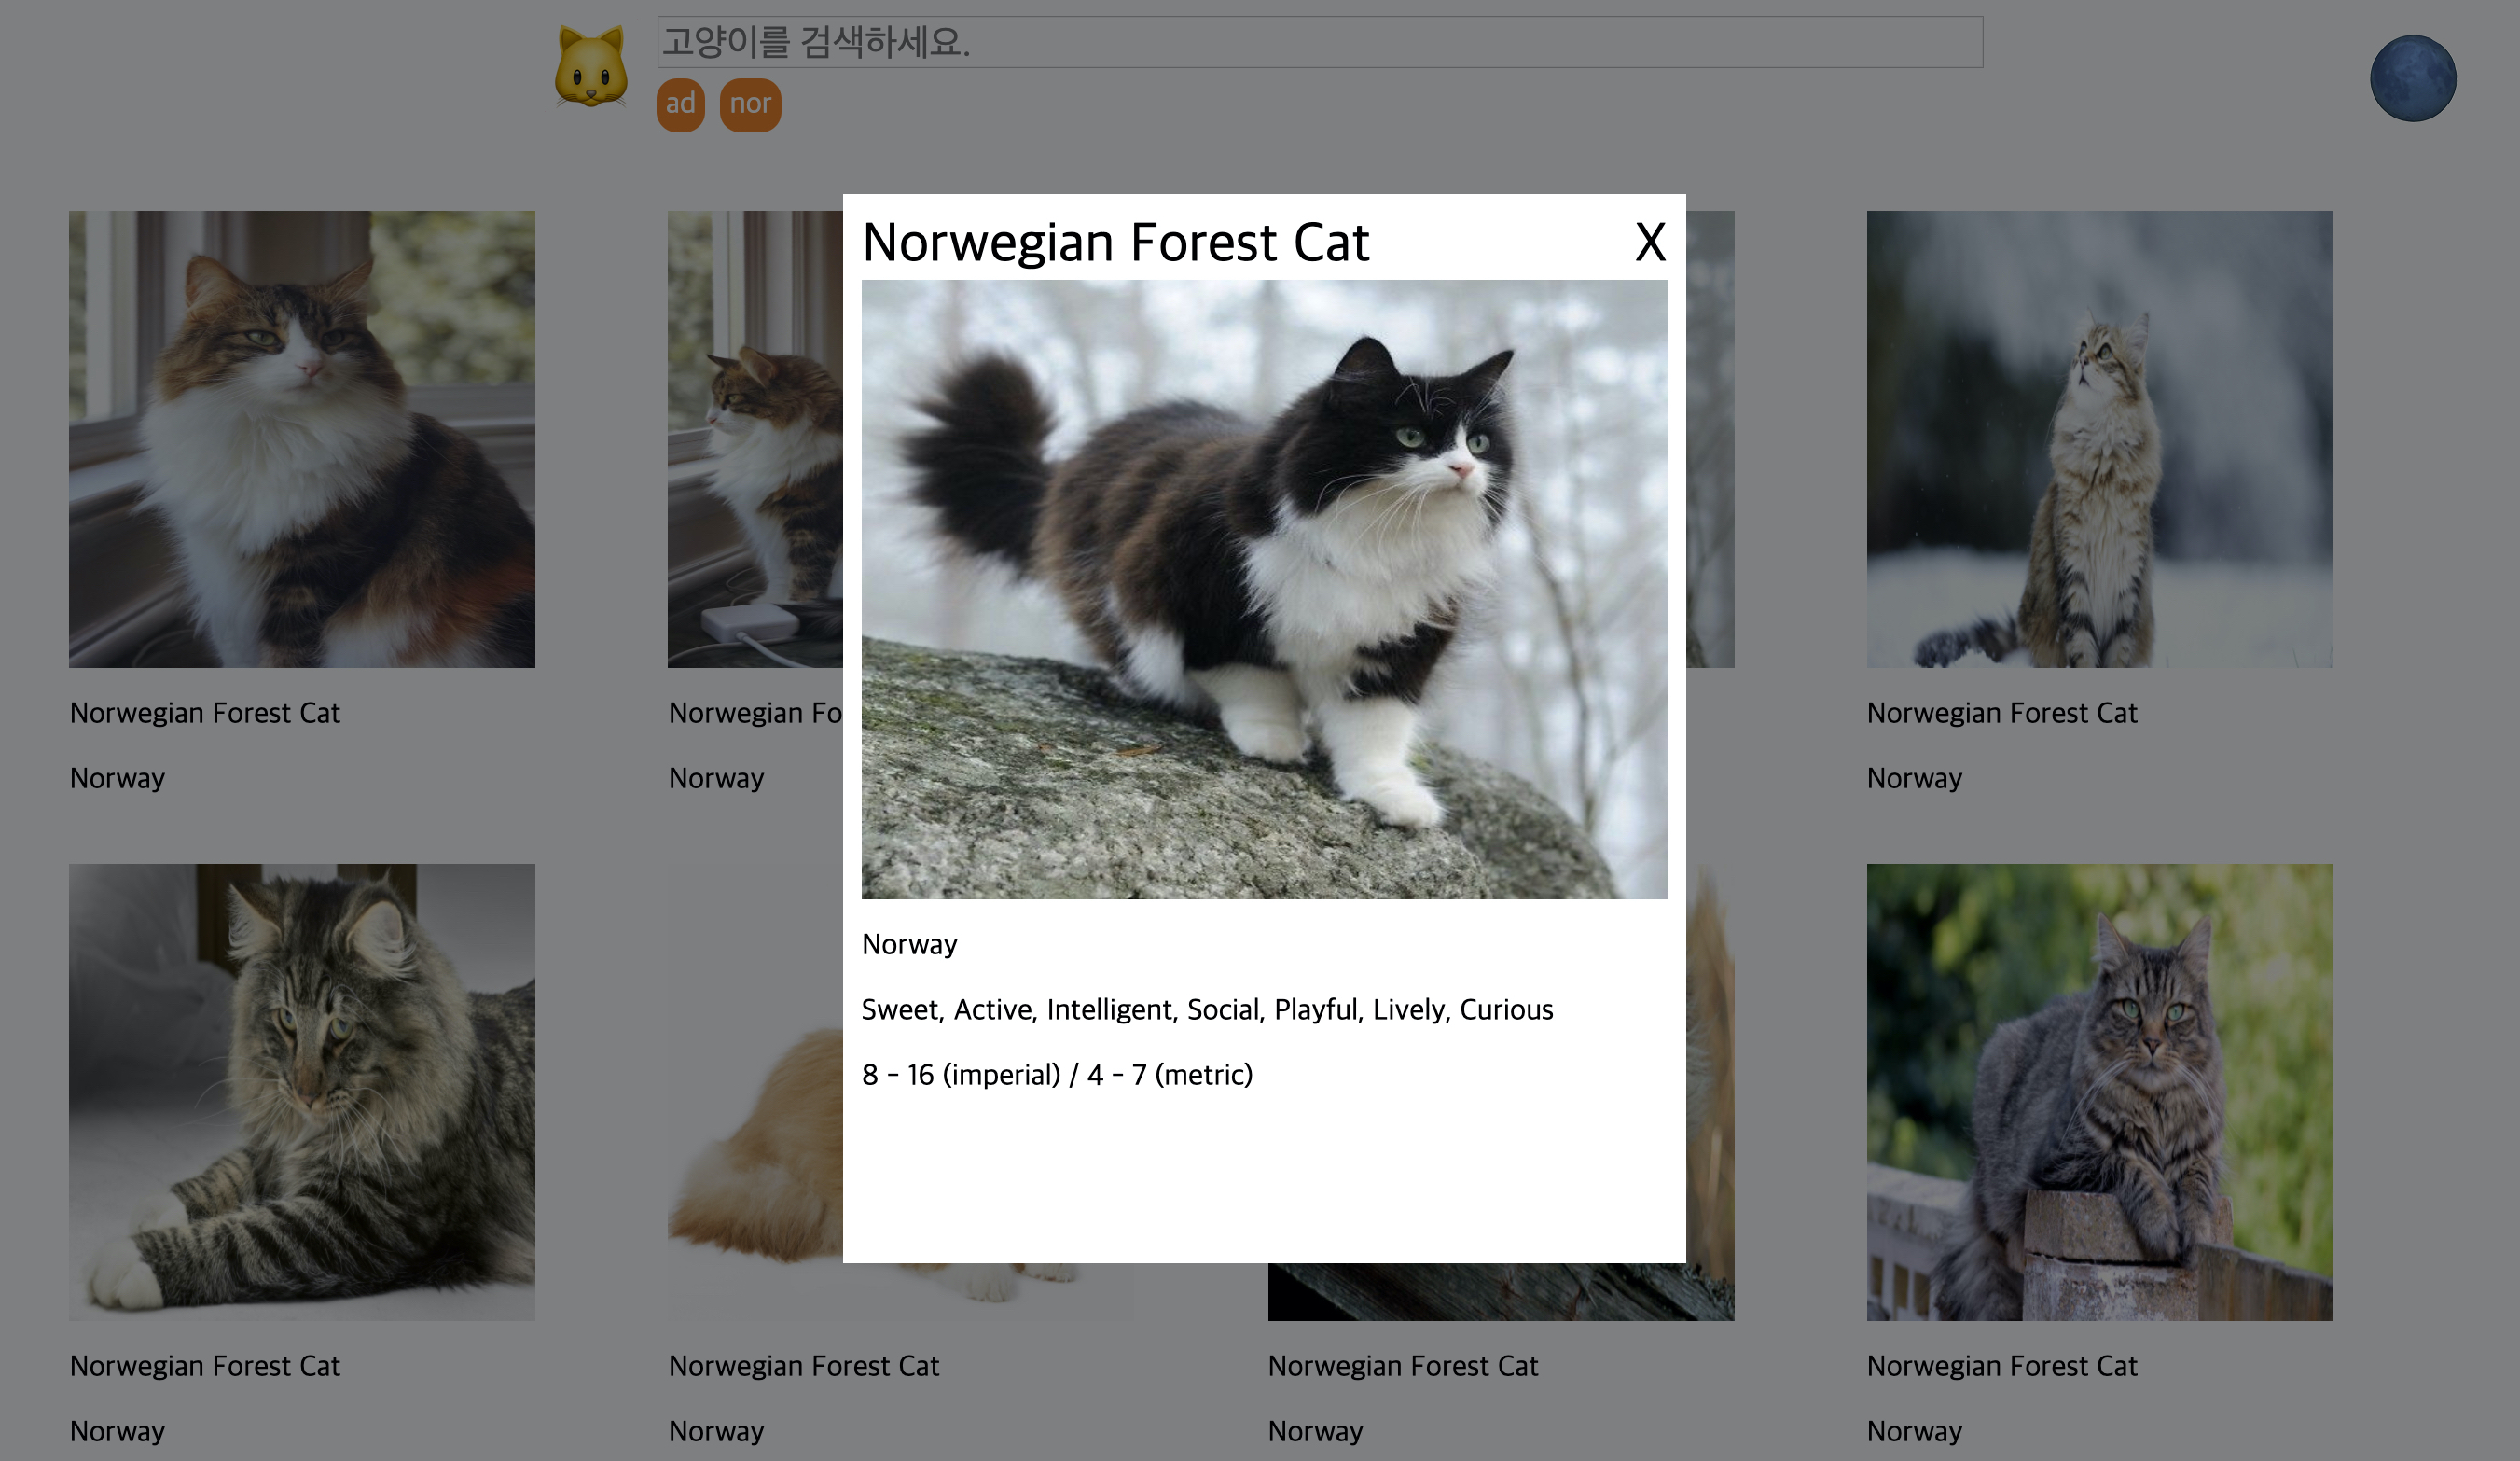 고양이를 검색하세요.
ad nor
Norwegian Forest Cat X
Norway
Sweet, Active, Intelligent, Social, Playful, Lively, Curious
8 - 16 (imperial) / 4 - 7 (metric)
Norwegian Forest Cat
Norway
Norwegian Fo
Norway
Norwegian Forest Cat
Norway
Norwegian Forest Cat
Norway
Norwegian Forest Cat
Norway
Norwegian Forest Cat
Norway
Norwegian Forest Cat
Norway